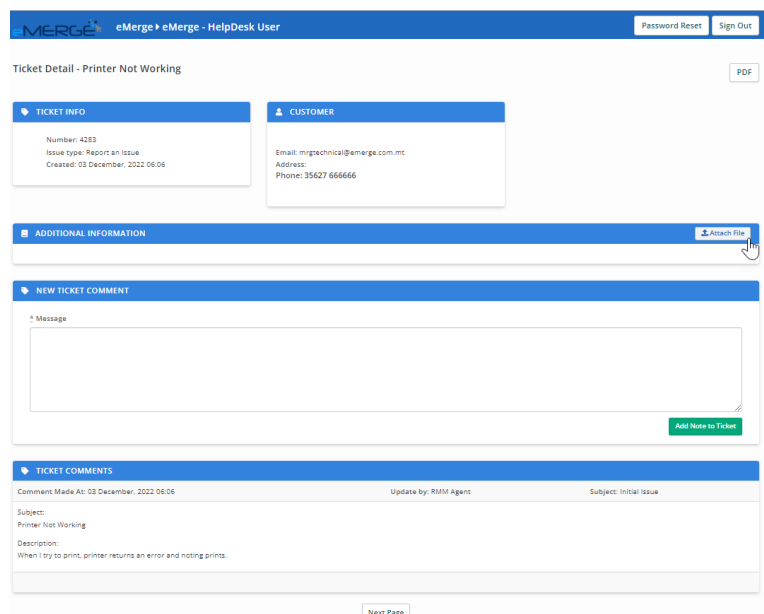 eMERGE
eMerge eMerge - HelpDesk User
Password Reset
Sign Out
Ticket Detail - Printer Not Working
PDF
TICKET INFO
Number: 4283
Issue type: Report an Issue
Created: 03 December, 2022 06:06
CUSTOMER
Email: mrgtechnical@emerge.com.mt
Address:
Phone: 35627 666666
ADDITIONAL INFORMATION
Attach File
NEW TICKET COMMENT
* Message
Add Note to Ticket
TICKET COMMENTS
Comment Made At: 03 December, 2022 06:06
Update by: RMM Agent
Subject: Initial Issue
Subject:
Printer Not Working
Description:
When I try to print, printer returns an error and noting prints.
Next Page